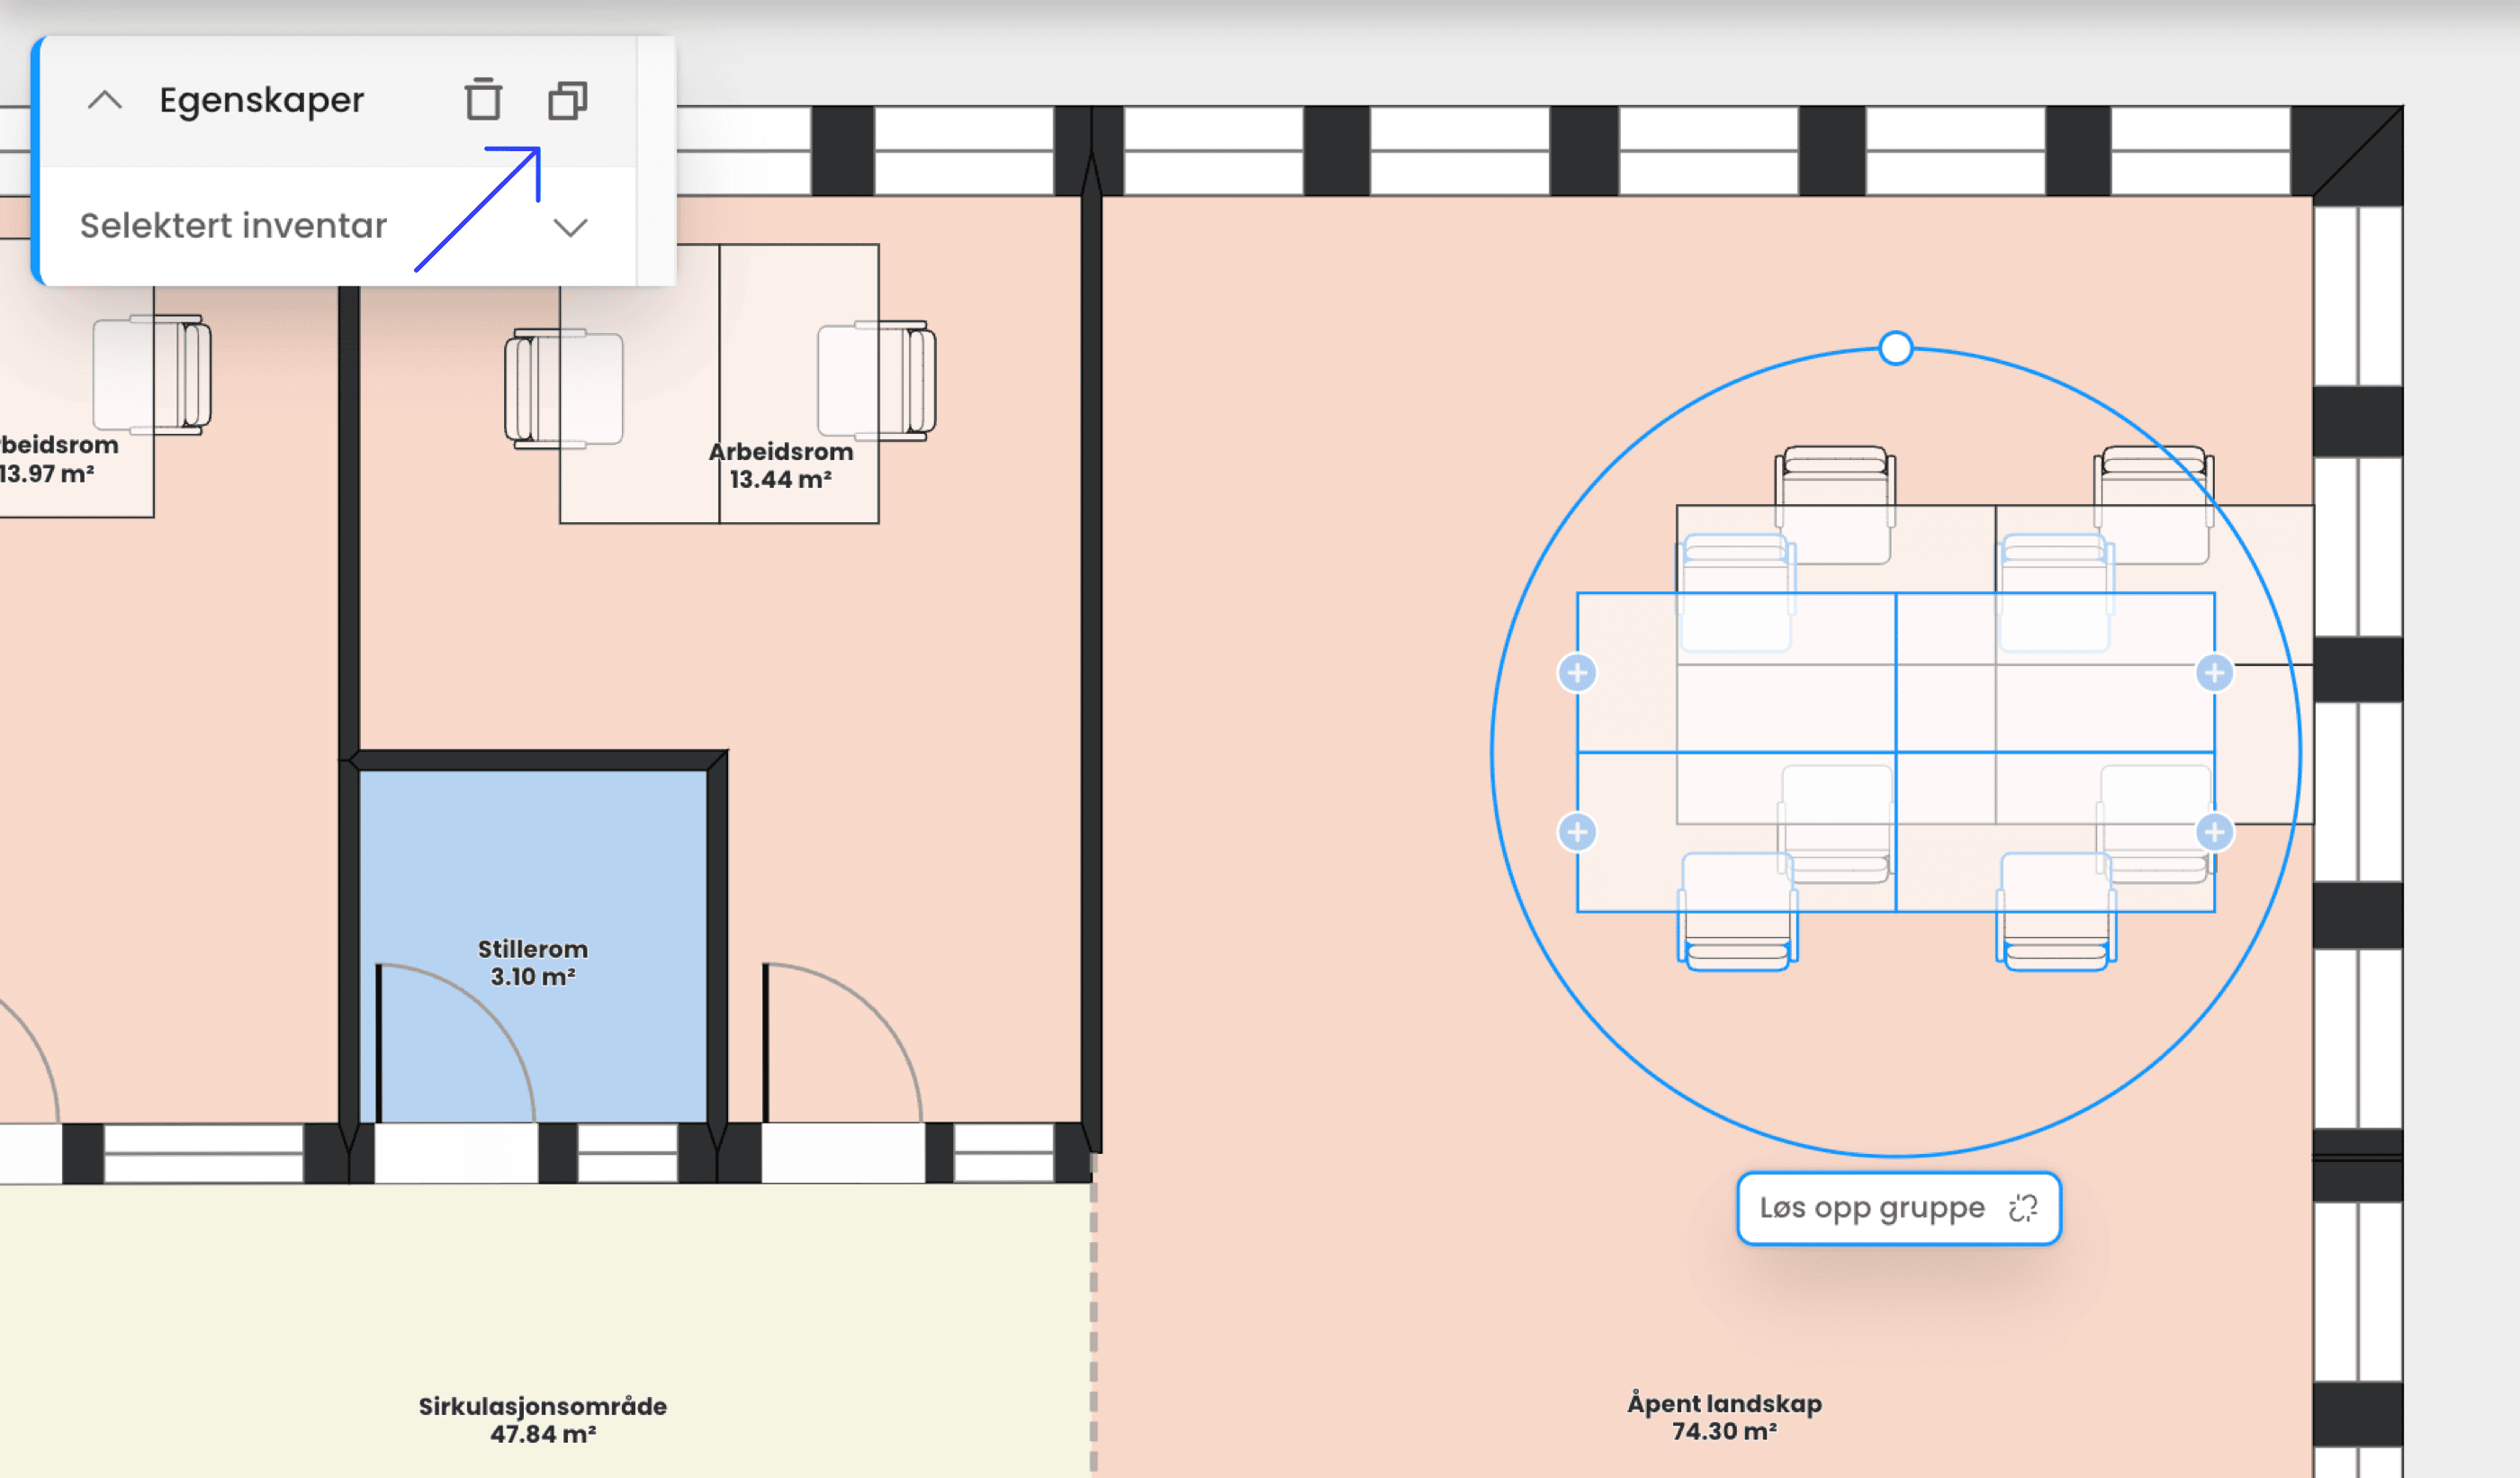 Egenskaper
Selektert inventar
beidsrom
13.97 m²
Arbeidsrom
13.44 m²
Stillerom
3.10 m²
Løs opp gruppe
Sirkulasjonsområde
47.84 m²
Åpent landskap
74.30 m²